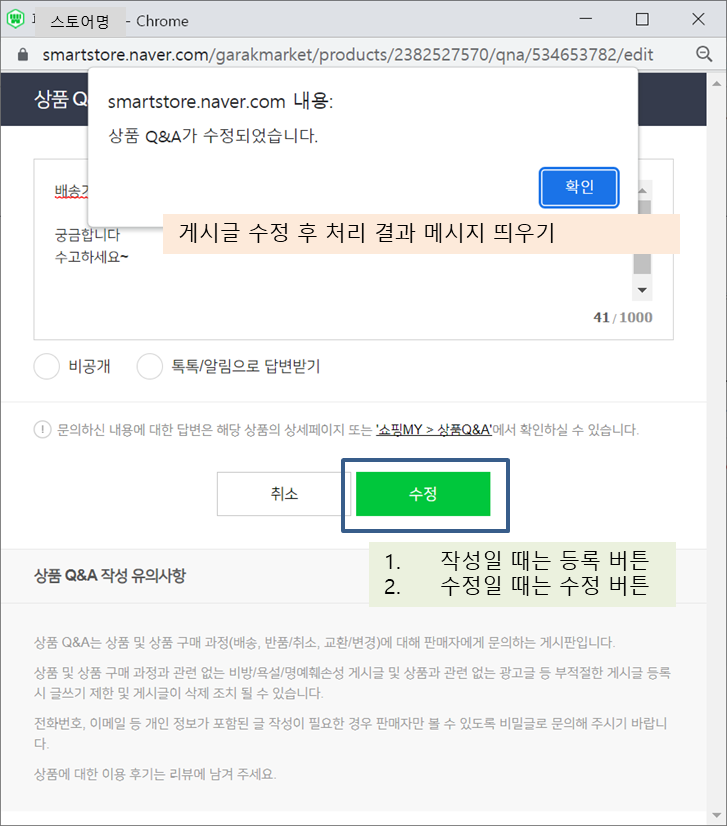 스토어명 - Chrome
smartstore.naver.com/garakmarket/products/2382527570/qna/534653782/edit
상품 Q
smartstore.naver.com 내용:
상품 Q&A가 수정되었습니다.
확인
배송
게시글 수정 후 처리 결과 메시지 띄우기
궁금합니다
수고하세요~
41/1000
비공개
톡톡/알림으로 답변받기
문의하신 내용에 대한 답변은 해당 상품의 상세페이지 또는 '쇼핑MY > 상품Q&A'에서 확인하실 수 있습니다.
취소
수정
1. 작성일 때는 등록 버튼
2. 수정일 때는 수정 버튼
상품 Q&A 작성 유의사항
상품 Q&A는 상품 및 상품 구매 과정(배송, 반품/취소, 교환/변경)에 대해 판매자에게 문의하는 게시판입니다.
상품 및 상품 구매 과정과 관련 없는 비방/욕설/명예훼손성 게시글 및 상품과 관련 없는 광고글 등 부적절한 게시글 등록
시 글쓰기 제한 및 게시글이 삭제 조치 될 수 있습니다.
전화번호, 이메일 등 개인 정보가 포함된 글 작성이 필요한 경우 판매자만 볼 수 있도록 비밀글로 문의해 주시기 바랍니
다.
상품에 대한 이용 후기는 리뷰에 남겨 주세요.